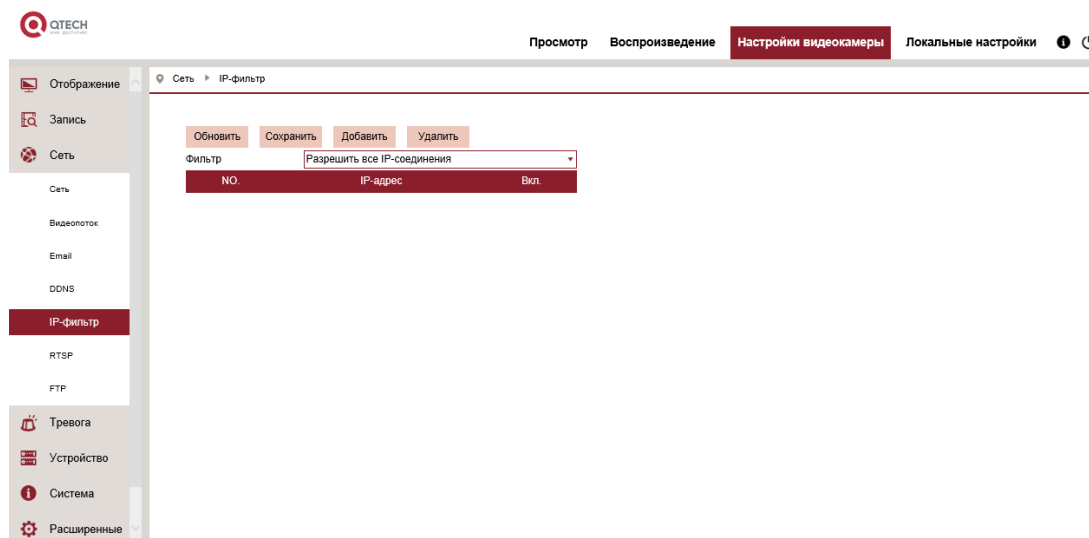 QTECH
Просмотр Воспроизведение Настройки видеокамеры Локальные настройки
Сеть IP-фильтр
Отображение
Запись
Сеть
Сеть
Видеопоток
Email
DDNS
IP-фильтр
RTSP
FTP
Тревога
Устройство
Система
Расширенные
Обновить Сохранить Добавить Удалить
Фильтр Разрешить все IP-соединения
NO. IP-адрес Вкл.